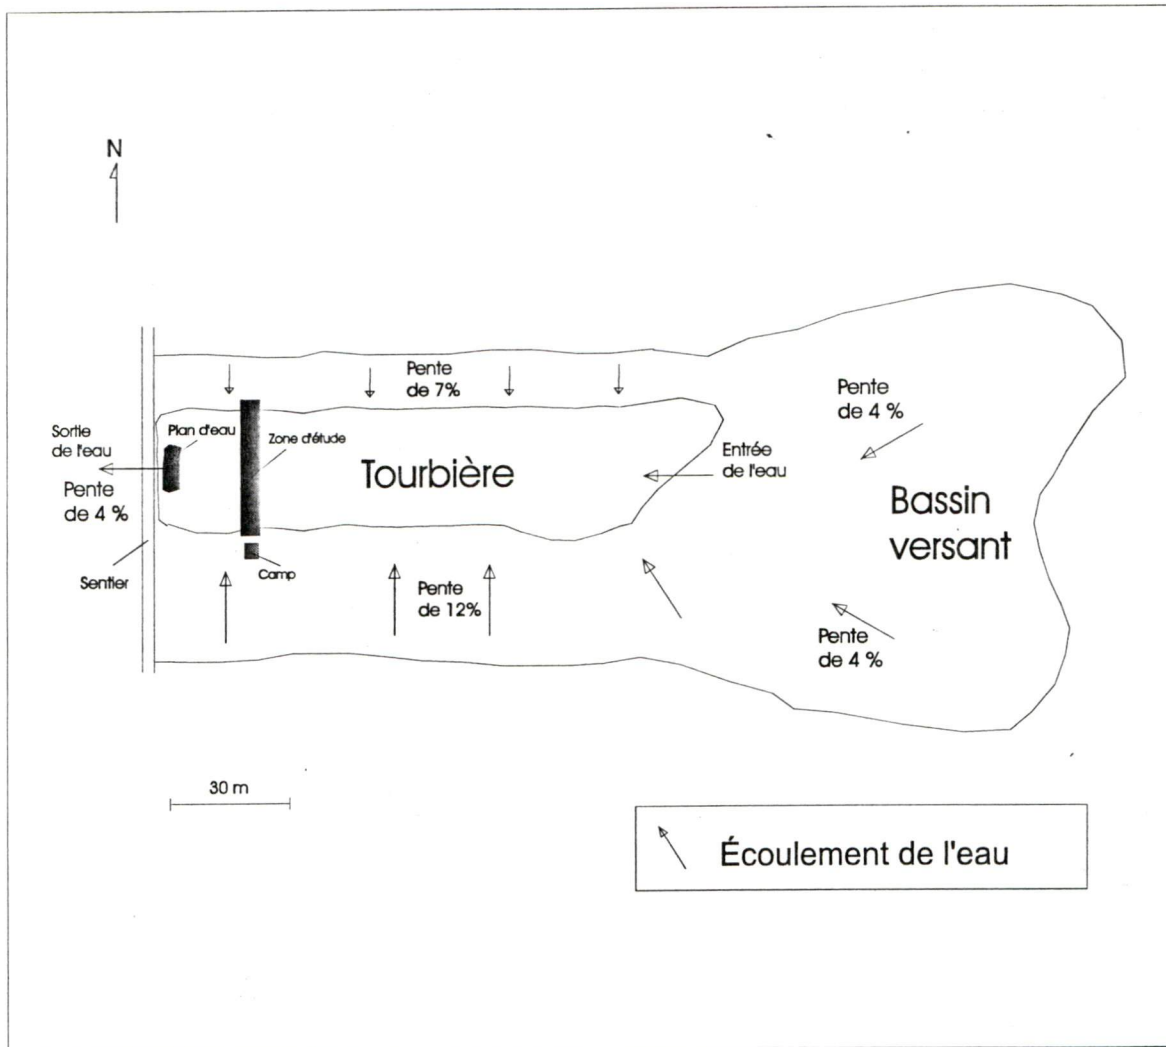 N
Pente
de 7%
Pente
de 4 %
Sortie
de l'eau
Plan d'eau
Zone d'étude
Tourbière
Entrée
de l'eau
Pente
de 4 %
Bassin
versant
Sentier
Camp
Pente
de 12%
Pente
de 4 %
30 m
Écoulement de l'eau